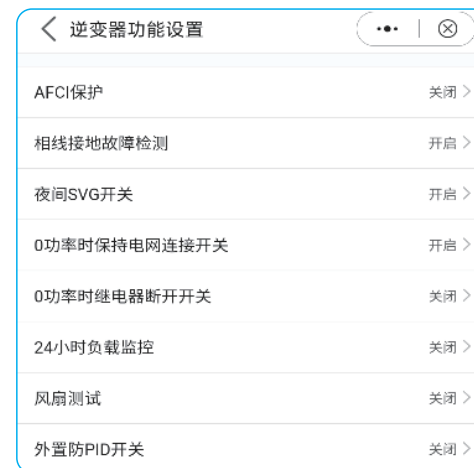 逆变器功能设置
AFCI保护 关闭
相线接地故障检测 开启
夜间SVG开关 开启
0功率时保持电网连接开关 开启
0功率时继电器断开开关 关闭
24小时负载监控 关闭
风扇测试 关闭
外置防PID开关 关闭